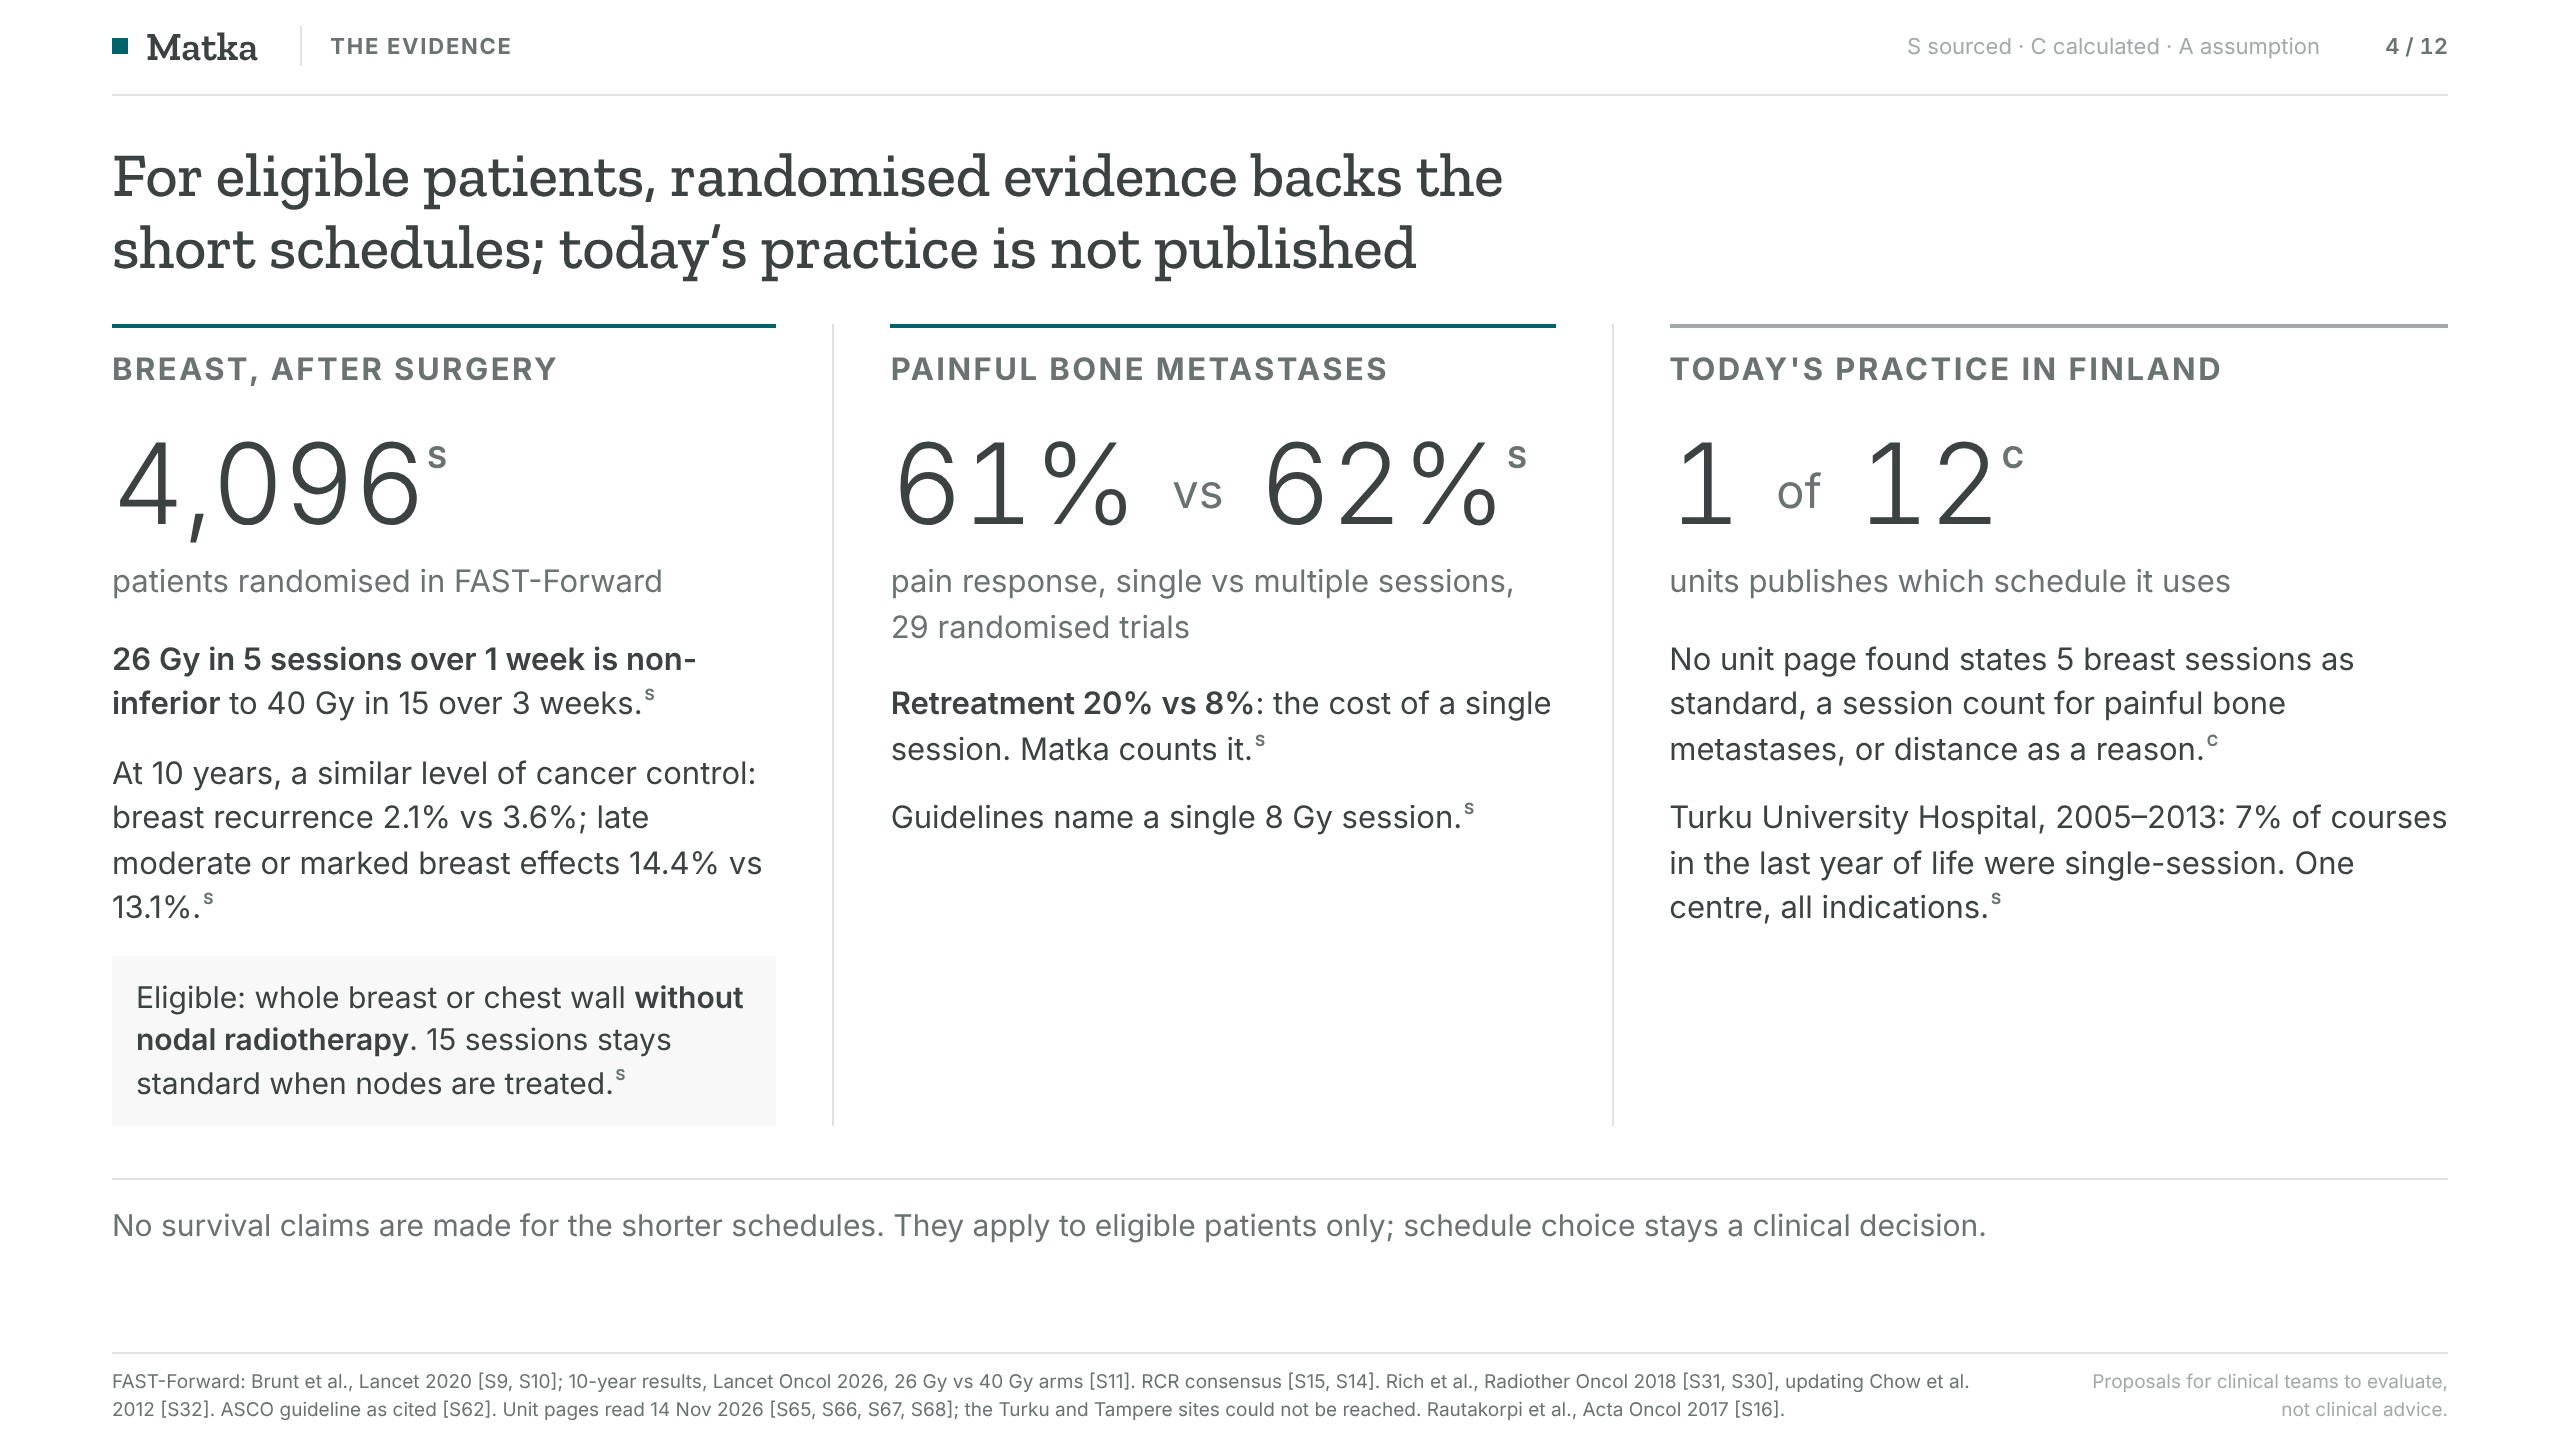 Matka
THE EVIDENCE
S sourced · C calculated · A assumption
4 / 12
For eligible patients, randomised evidence backs the
short schedules; today’s practice is not published
BREAST, AFTER SURGERY
4,096 S
patients randomised in FAST-Forward
26 Gy in 5 sessions over 1 week is non-
inferior to 40 Gy in 15 over 3 weeks. S
At 10 years, a similar level of cancer control:
breast recurrence 2.1% vs 3.6%; late
moderate or marked breast effects 14.4% vs
13.1%. S
Eligible: whole breast or chest wall without
nodal radiotherapy. 15 sessions stays
standard when nodes are treated. S
PAINFUL BONE METASTASES
61% vs 62% S
pain response, single vs multiple sessions,
29 randomised trials
Retreatment 20% vs 8%: the cost of a single
session. Matka counts it. S
Guidelines name a single 8 Gy session. S
TODAY'S PRACTICE IN FINLAND
1 of 12 C
units publishes which schedule it uses
No unit page found states 5 breast sessions as
standard, a session count for painful bone
metastases, or distance as a reason. C
Turku University Hospital, 2005–2013: 7% of courses
in the last year of life were single-session. One
centre, all indications. S
No survival claims are made for the shorter schedules. They apply to eligible patients only; schedule choice stays a clinical decision.
FAST-Forward: Brunt et al., Lancet 2020 [S9, S10]; 10-year results, Lancet Oncol 2026, 26 Gy vs 40 Gy arms [S11]. RCR consensus [S15, S14]. Rich et al., Radiother Oncol 2018 [S31, S30], updating Chow et al.
2012 [S32]. ASCO guideline as cited [S62]. Unit pages read 14 Nov 2026 [S65, S66, S67, S68]; the Turku and Tampere sites could not be reached. Rautakorpi et al., Acta Oncol 2017 [S16].
Proposals for clinical teams to evaluate,
not clinical advice.